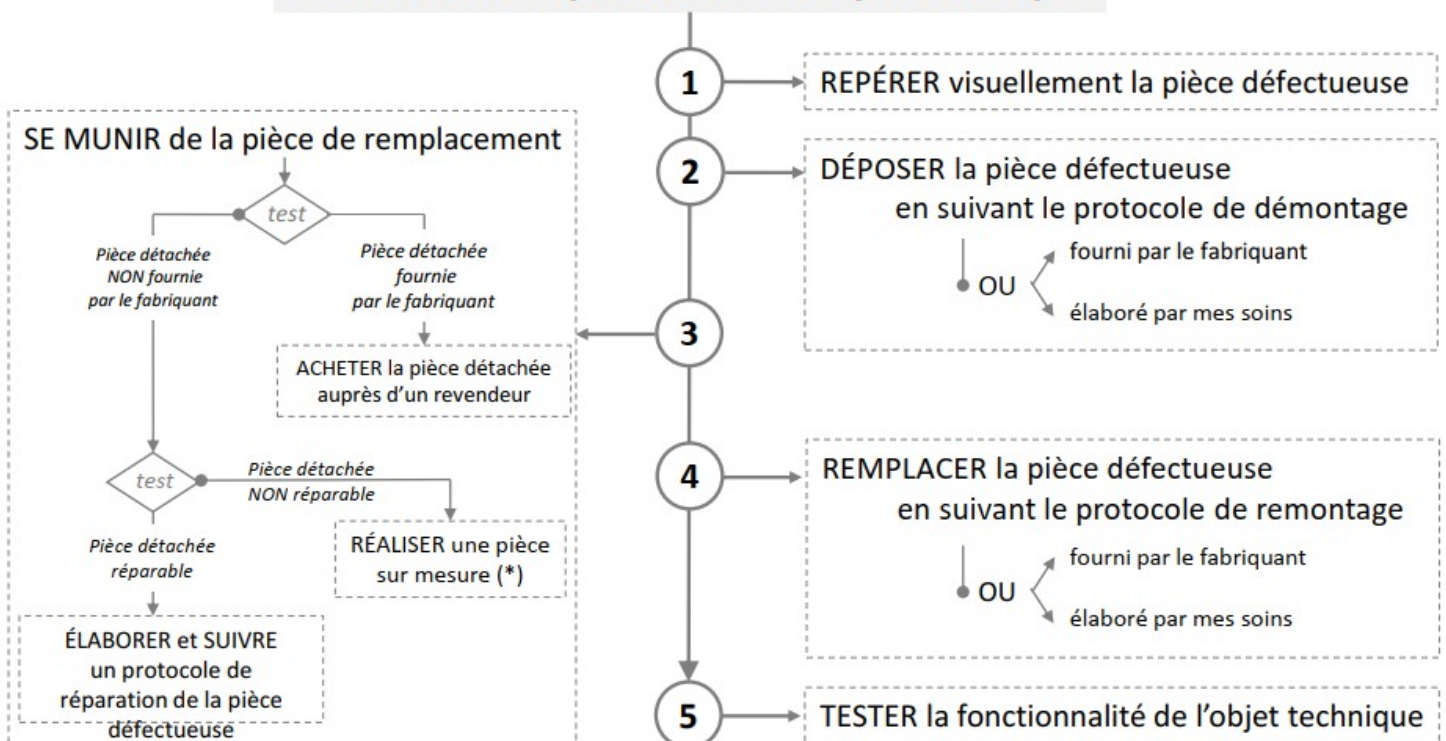 1
REPÉRER visuellement la pièce défectueuse
2
DÉPOSER la pièce défectueuse
en suivant le protocole de démontage
OU
fourni par le fabriquant
élaboré par mes soins
3
SE MUNIR de la pièce de remplacement
test
Pièce détachée
NON fournie
par le fabriquant
Pièce détachée
fournie
par le fabriquant
ACHETER la pièce détachée
auprès d'un revendeur
test
Pièce détachée
NON réparable
RÉALISER une pièce
sur mesure (*)
Pièce détachée
réparable
ÉLABORER et SUIVRE
un protocole de
réparation de la pièce
défectueuse
4
REMPLACER la pièce défectueuse
en suivant le protocole de remontage
OU
fourni par le fabriquant
élaboré par mes soins
5
TESTER la fonctionnalité de l'objet technique